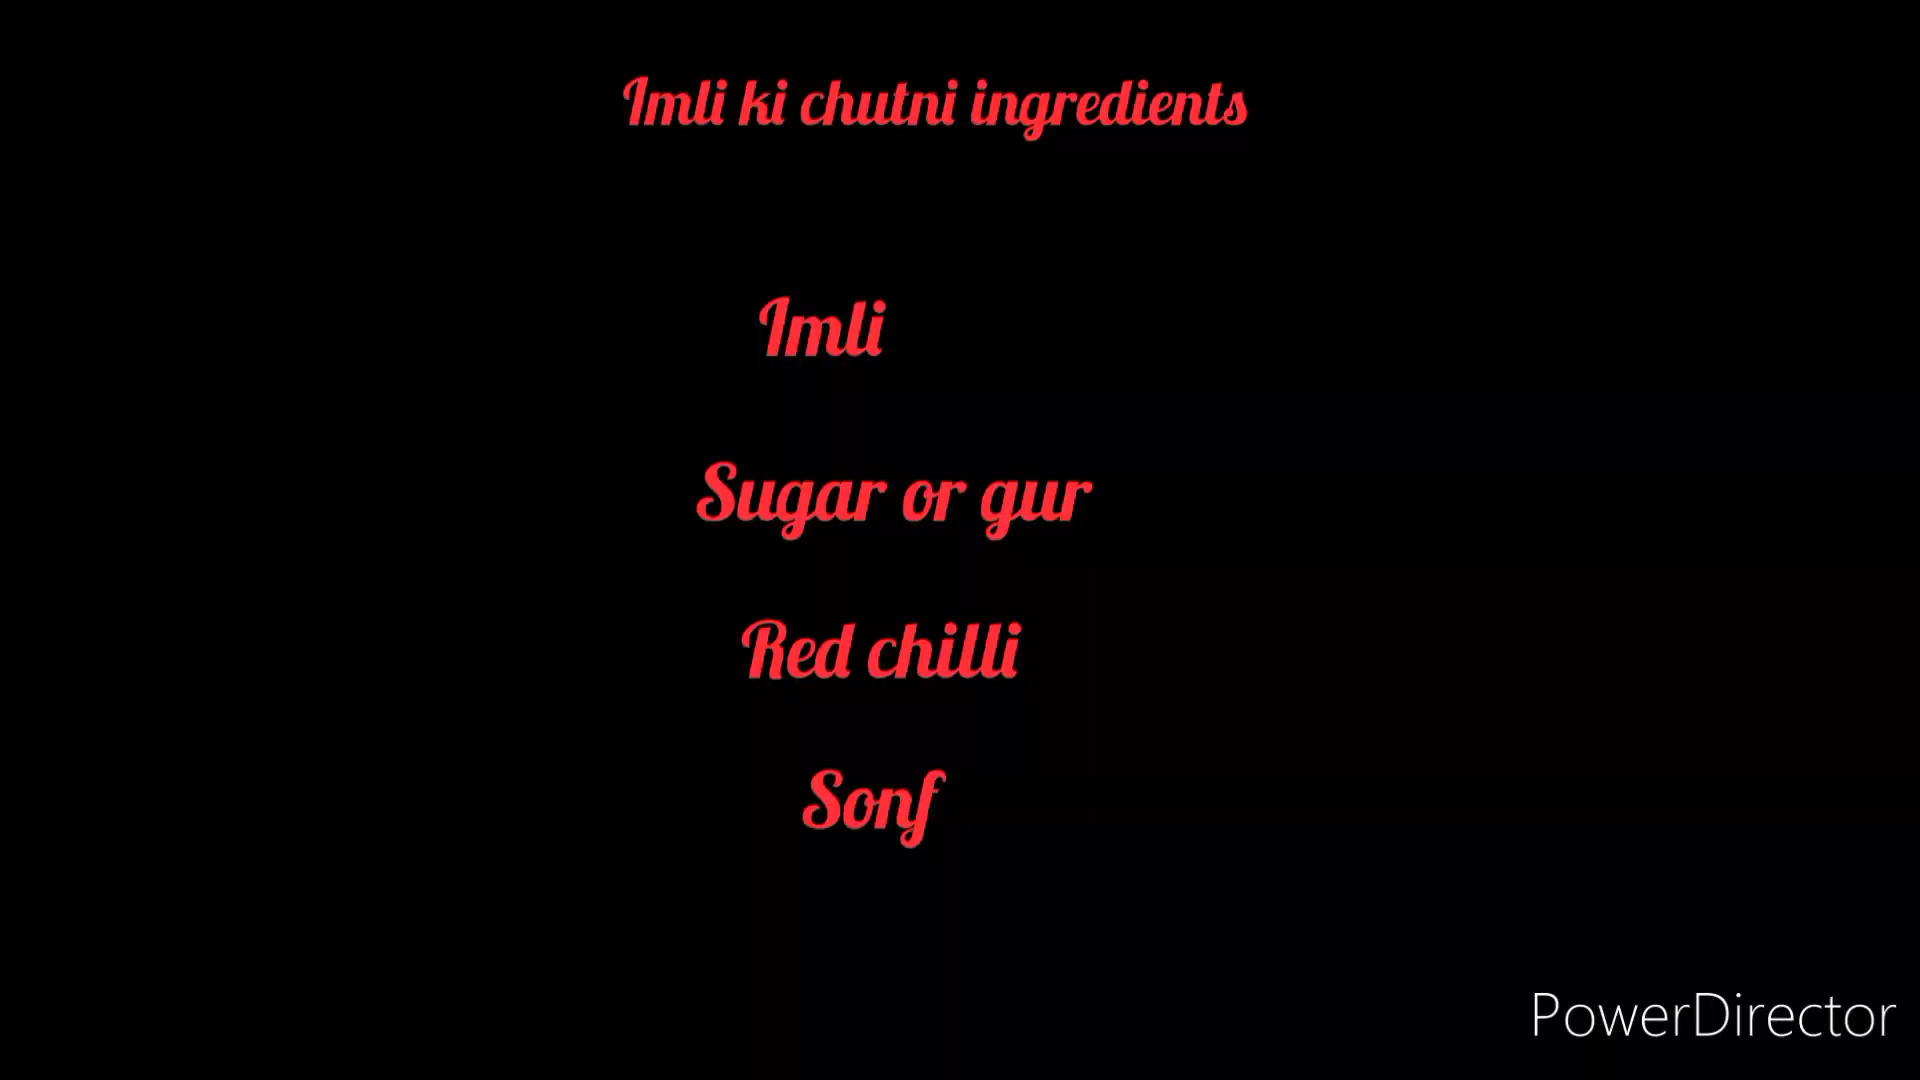 Imli ki chutni ingredients
Imli
Sugar or gur
Red chilli
Sonf
PowerDirector